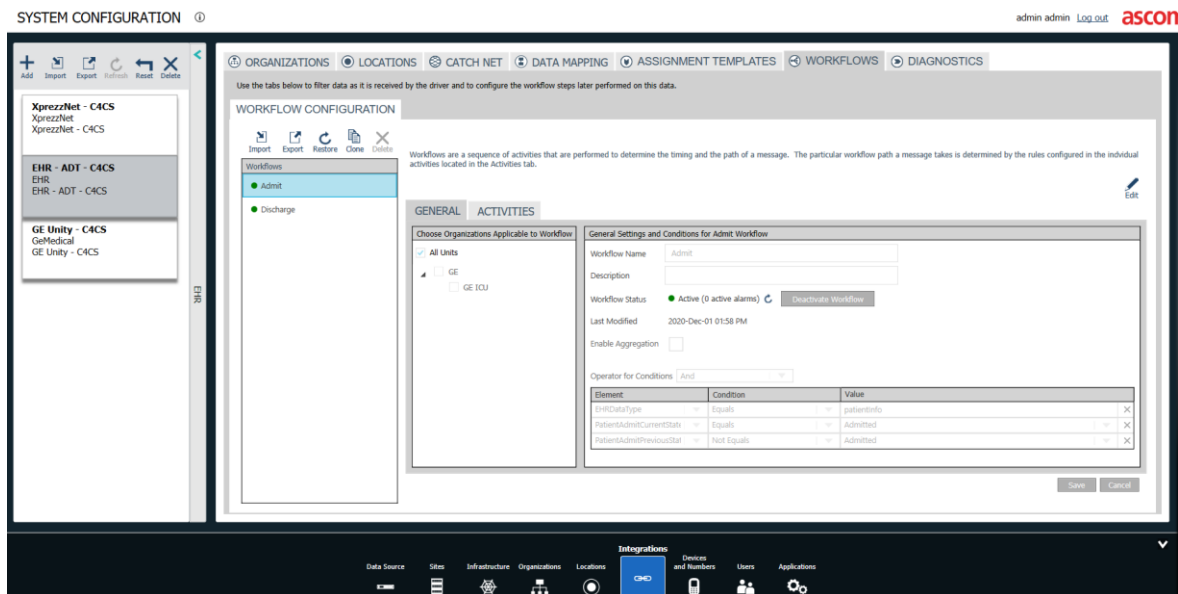 SYSTEM CONFIGURATION
admin admin Log out ascom
Add Import Export Refresh Reset Delete
XprezzNet - C4CS
XprezzNet
XprezzNet - C4CS
EHR - ADT - C4CS
EHR
EHR - ADT - C4CS
GE Unity - C4CS
GeMedical
GE Unity - C4CS
EHR
ORGANIZATIONS LOCATIONS CATCH NET DATA MAPPING ASSIGNMENT TEMPLATES WORKFLOWS DIAGNOSTICS
Use the tabs below to filter data as it is received by the driver and to configure the workflow steps later performed on this data.
WORKFLOW CONFIGURATION
Import Export Restore Clone Delete
Workflows
Admit
Discharge
Workflows are a sequence of activities that are performed to determine the timing and the path of a message. The particular workflow path a message takes is determined by the rules configured in the indvidual
activities located in the Activities tab.
Edit
GENERAL ACTIVITIES
Choose Organizations Applicable to Workflow
All Units
GE
GE ICU
General Settings and Conditions for Admit Workflow
Workflow Name Admit
Description
Workflow Status Active (0 active alarms) Deactivate Workflow
Last Modified 2020-Dec-01 01:58 PM
Enable Aggregation
Operator for Conditions And
Element Condition Value
EHRDataType Equals patientInfo
PatientAdmitCurrentState Equals Admitted
PatientAdmitPreviousStat Not Equals Admitted
Save Cancel
Data Source Sites Infrastructure Organizations Locations Integrations Devices and Numbers Users Applications